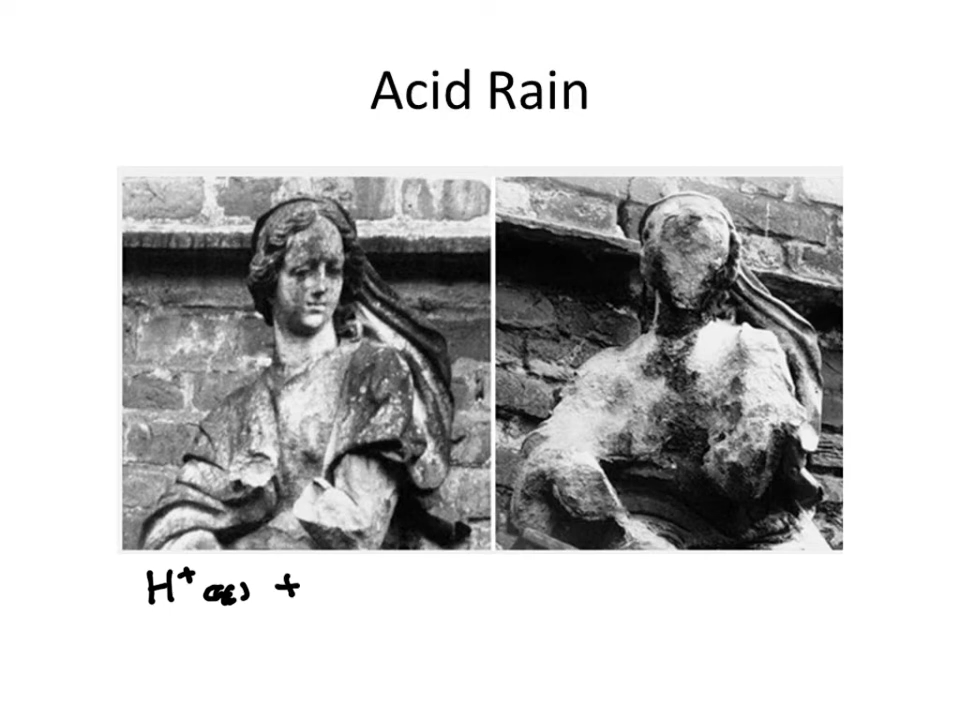 Acid Rain
H⁺ (aq) +